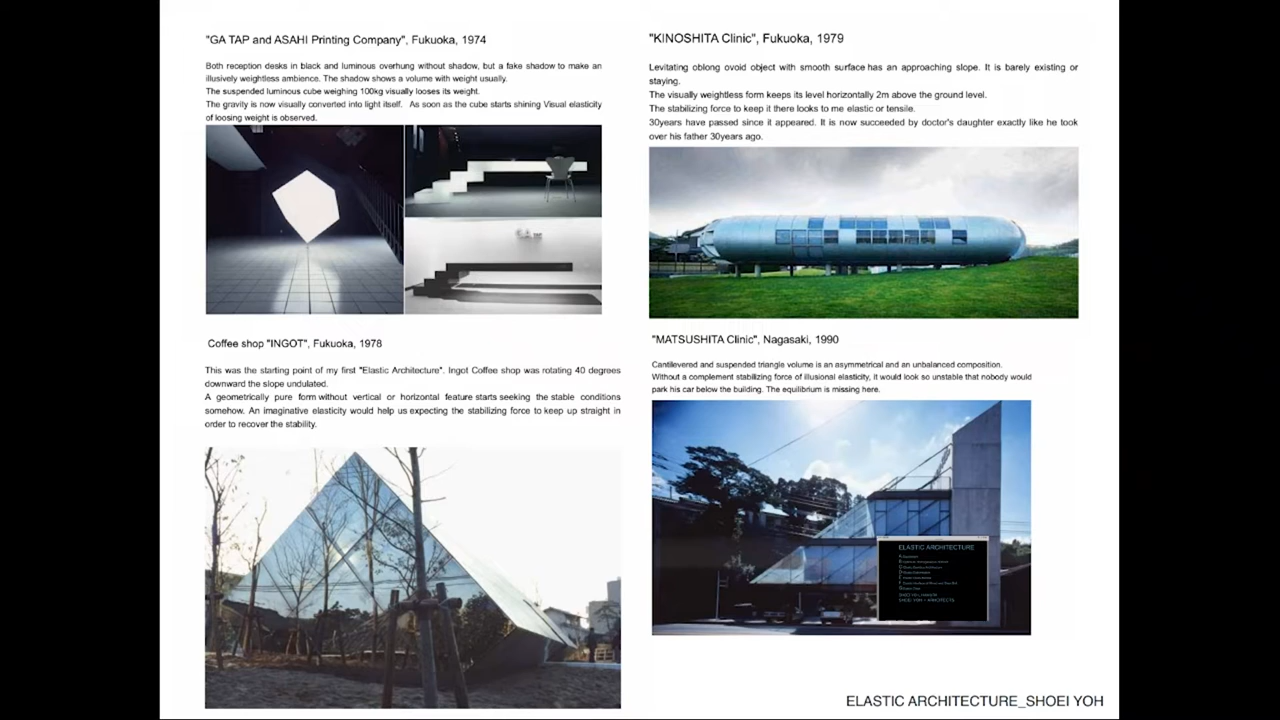 "GA TAP and ASAHI Printing Company", Fukuoka, 1974
Both reception desks in black and luminous overhung without shadow, but a fake shadow to make an
illusively weightless ambience. The shadow shows a volume with weight usually.
The suspended luminous cube weighing 100kg visually looses its weight.
The gravity is now visually converted into light itself. As soon as the cube starts shining Visual elasticity
of loosing weight is observed.
Coffee shop "INGOT", Fukuoka, 1978
This was the starting point of my first "Elastic Architecture". Ingot Coffee shop was rotating 40 degrees
downward the slope undulated.
A geometrically pure form without vertical or horizontal feature starts seeking the stable conditions
somehow. An imaginative elasticity would help us expecting the stabilizing force to keep up straight in
order to recover the stability.
"KINOSHITA Clinic", Fukuoka, 1979
Levitating oblong ovoid object with smooth surface has an approaching slope. It is barely existing or
staying.
The visually weightless form keeps its level horizontally 2m above the ground level.
The stabilizing force to keep it there looks to me elastic or tensile.
30years have passed since it appeared. It is now succeeded by doctor's daughter exactly like he took
over his father 30years ago.
"MATSUSHITA Clinic", Nagasaki, 1990
Cantilevered and suspended triangle volume is an asymmetrical and an unbalanced composition.
Without a complement stabilizing force of illusional elasticity, it would look so unstable that nobody would
park his car below the building. The equilibrium is missing here.
ELASTIC ARCHITECTURE
SHOEI YOH + ARCHITECTS
ELASTIC ARCHITECTURE_SHOEI YOH